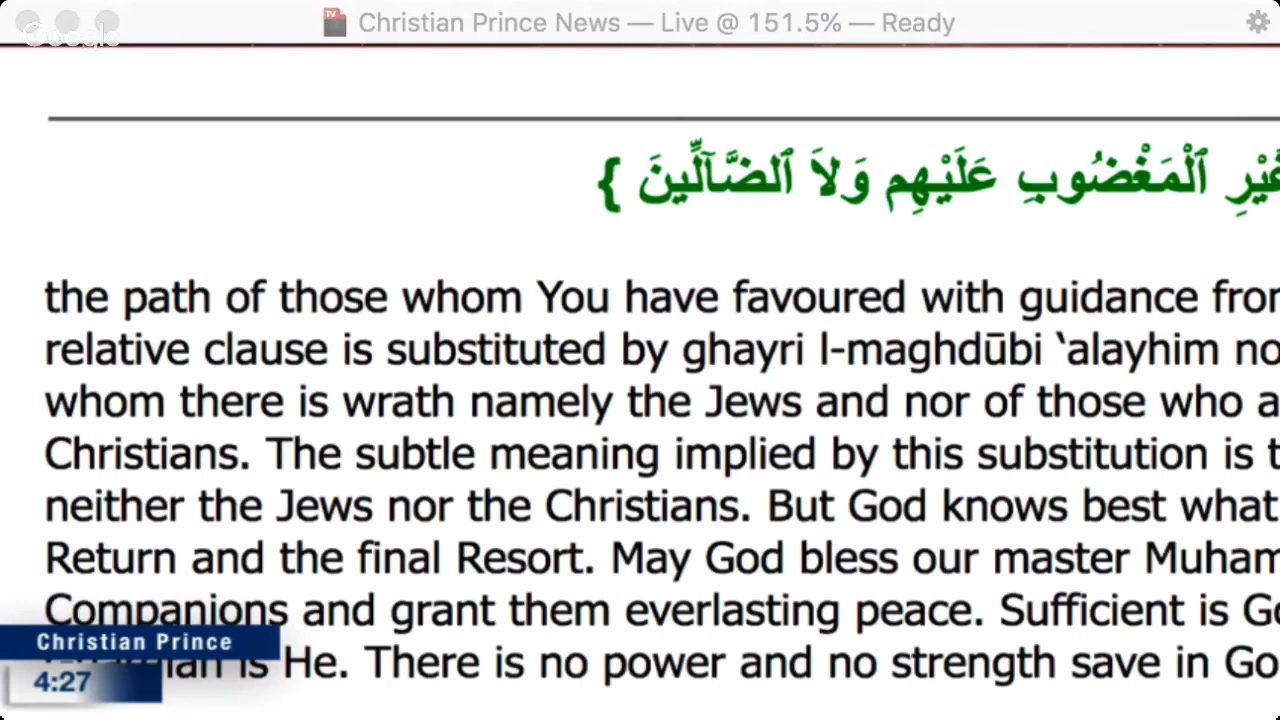 Christian Prince News — Live @ 151.5% — Ready
Google
غَيْرِ ٱلْمَغْضُوبِ عَلَيْهِم وَلاَ ٱلضَّآلِّينَ }
the path of those whom You have favoured with guidance from
relative clause is substituted by ghayri l-maghdūbi ‘alayhim no
whom there is wrath namely the Jews and nor of those who a
Christians. The subtle meaning implied by this substitution is t
neither the Jews nor the Christians. But God knows best what
Return and the final Resort. May God bless our master Muham
Companions and grant them everlasting peace. Sufficient is Go
is He. There is no power and no strength save in Go
Christian Prince
4:27